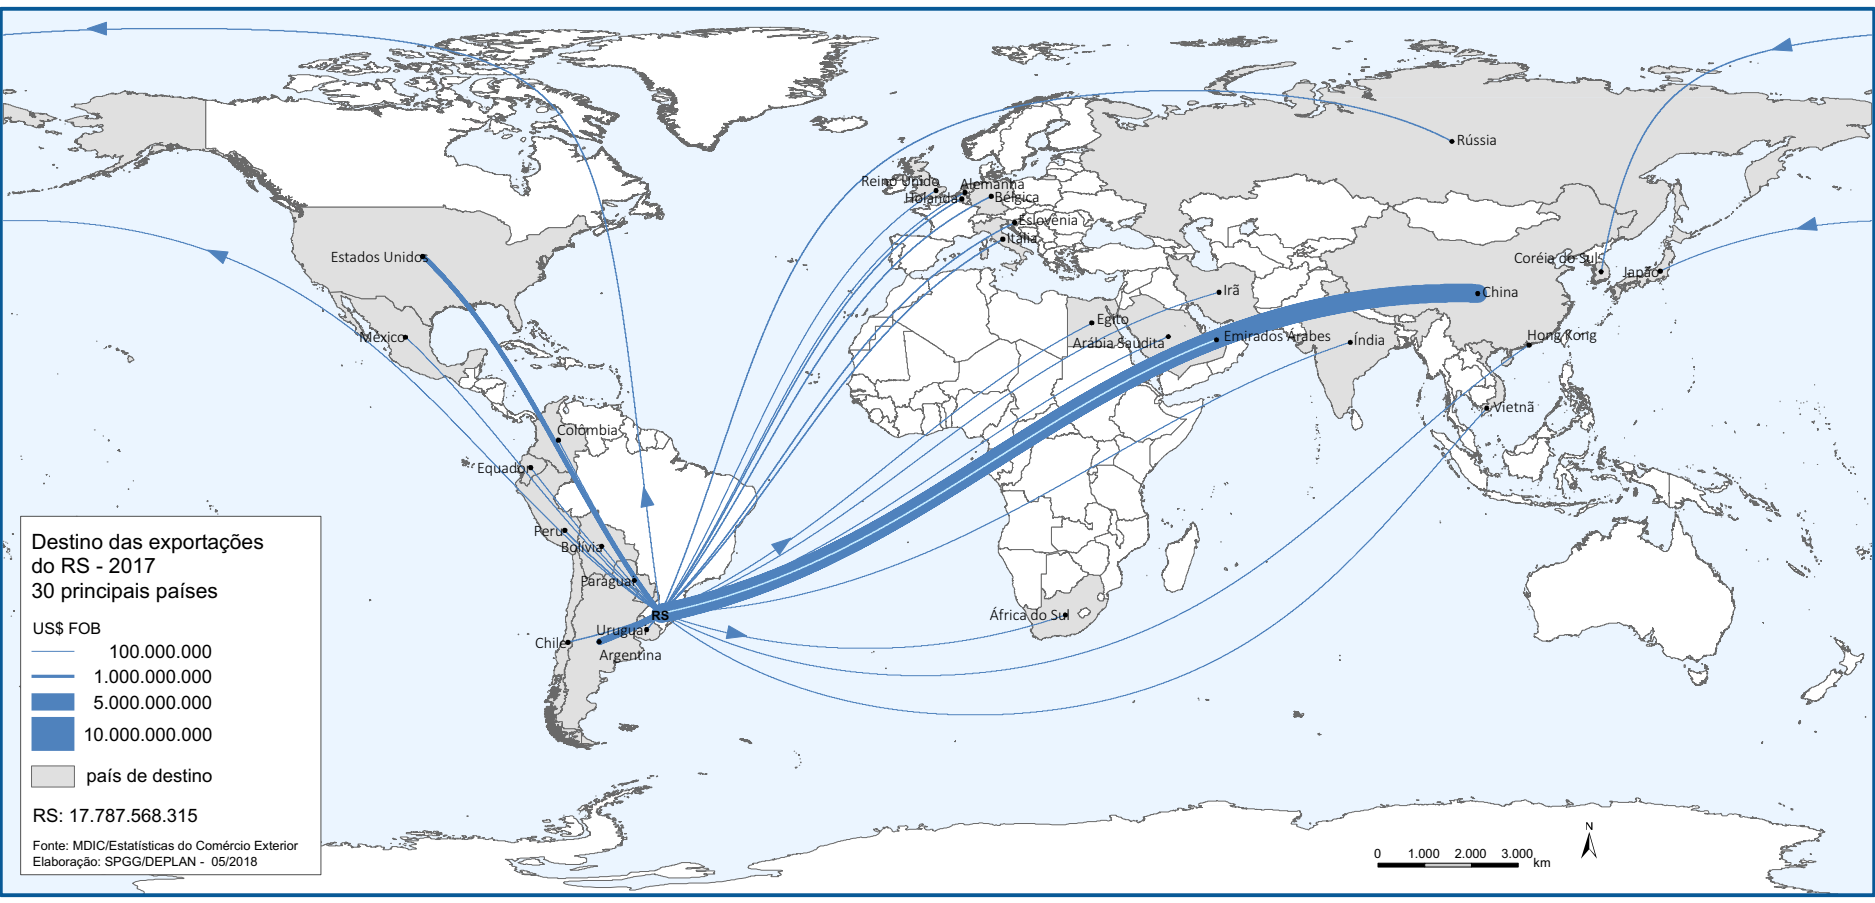 Rússia
Reino Unido
Alemanha
Holanda
Bélgica
Eslovênia
Itália
Estados Unidos
Coréia do Sul
Japão
Irã
China
México
Egito
Arábia Saudita
Emirados Árabes
Índia
Hong Kong
Vietnã
Colômbia
Equador
Peru
Bolívia
Paraguai
RS
África do Sul
Uruguai
Chile
Argentina
Destino das exportações
do RS - 2017
30 principais países
US$ FOB
100.000.000
1.000.000.000
5.000.000.000
10.000.000.000
país de destino
RS: 17.787.568.315
Fonte: MDIC/Estatísticas do Comércio Exterior
Elaboração: SPGG/DEPLAN - 05/2018
N
0 1.000 2.000 3.000 km